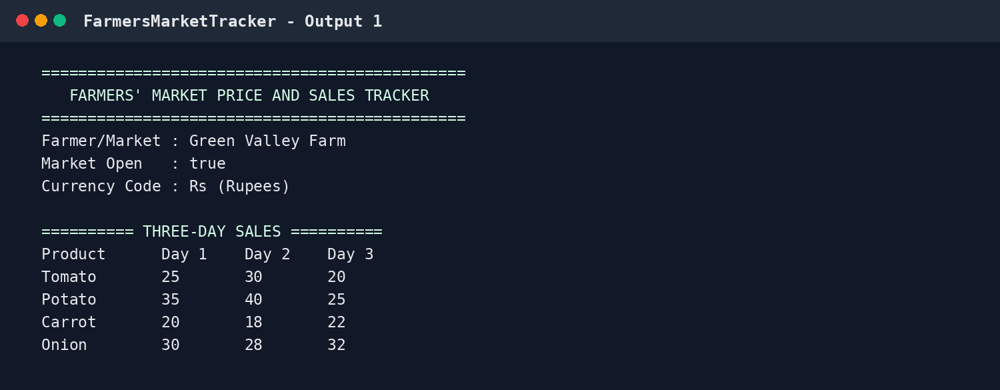 FarmersMarketTracker - Output 1
==============================================
   FARMERS' MARKET PRICE AND SALES TRACKER
==============================================
Farmer/Market : Green Valley Farm
Market Open   : true
Currency Code : Rs (Rupees)

========== THREE-DAY SALES ==========
Product      Day 1    Day 2    Day 3
Tomato       25       30       20
Potato       35       40       25
Carrot       20       18       22
Onion        30       28       32